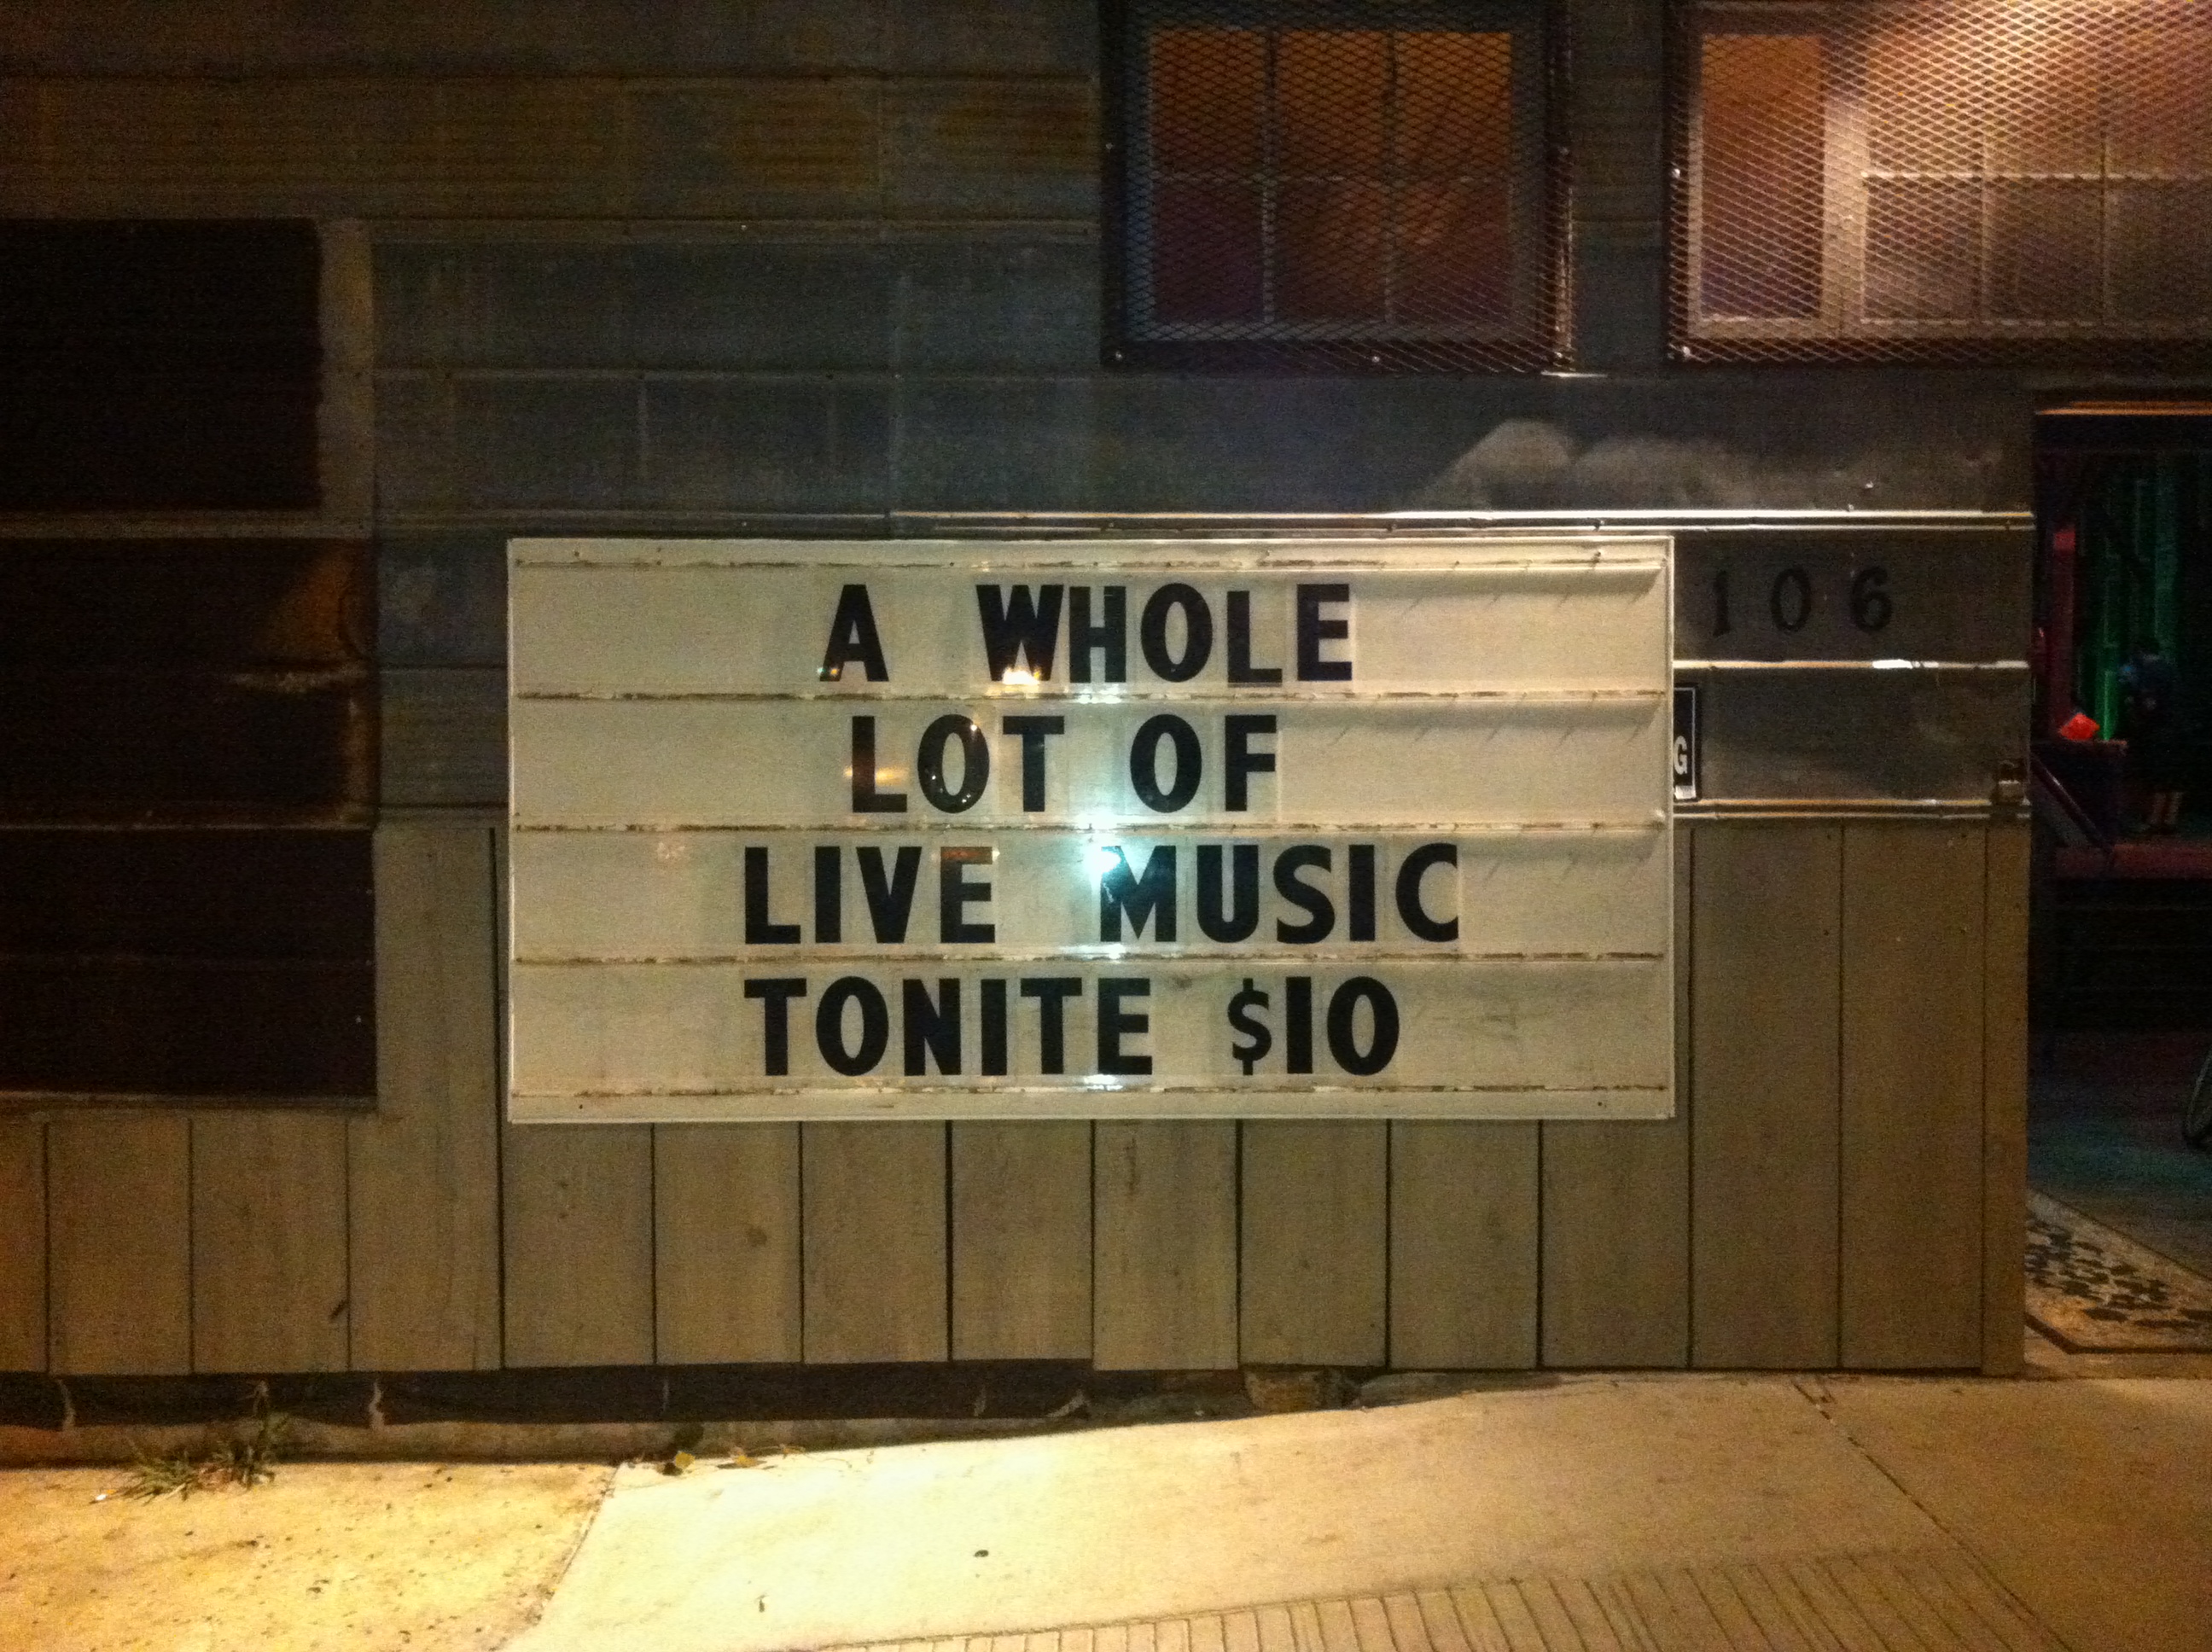 A WHOLE
LOT OF
LIVE MUSIC
TONITE $10
106
G